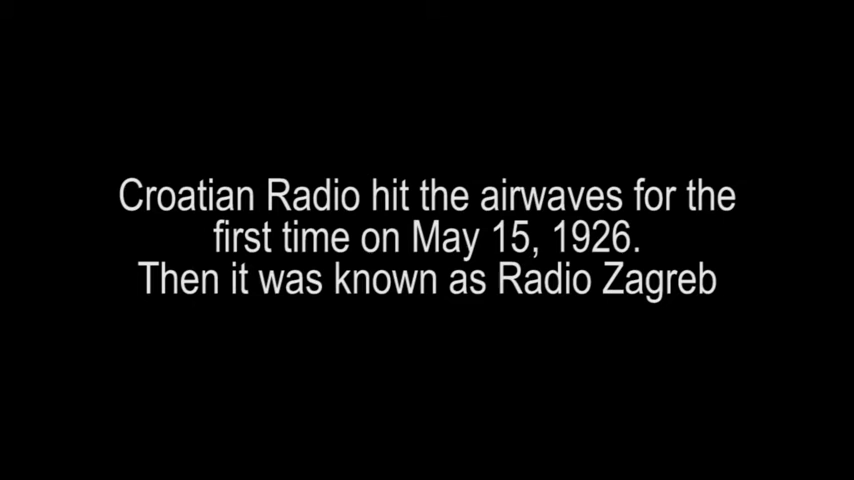 Croatian Radio hit the airwaves for the
first time on May 15, 1926.
Then it was known as Radio Zagreb